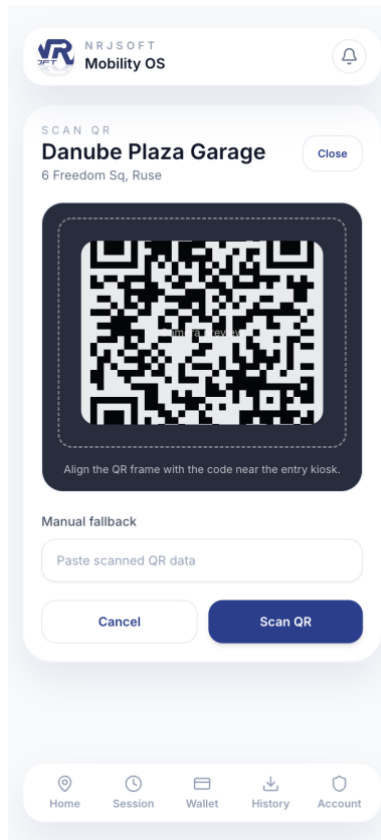 NRJSOFT
Mobility OS
SCAN QR
Danube Plaza Garage
Close
6 Freedom Sq, Ruse
Align the QR frame with the code near the entry kiosk.
Manual fallback
Paste scanned QR data
Cancel
Scan QR
Home
Session
Wallet
History
Account